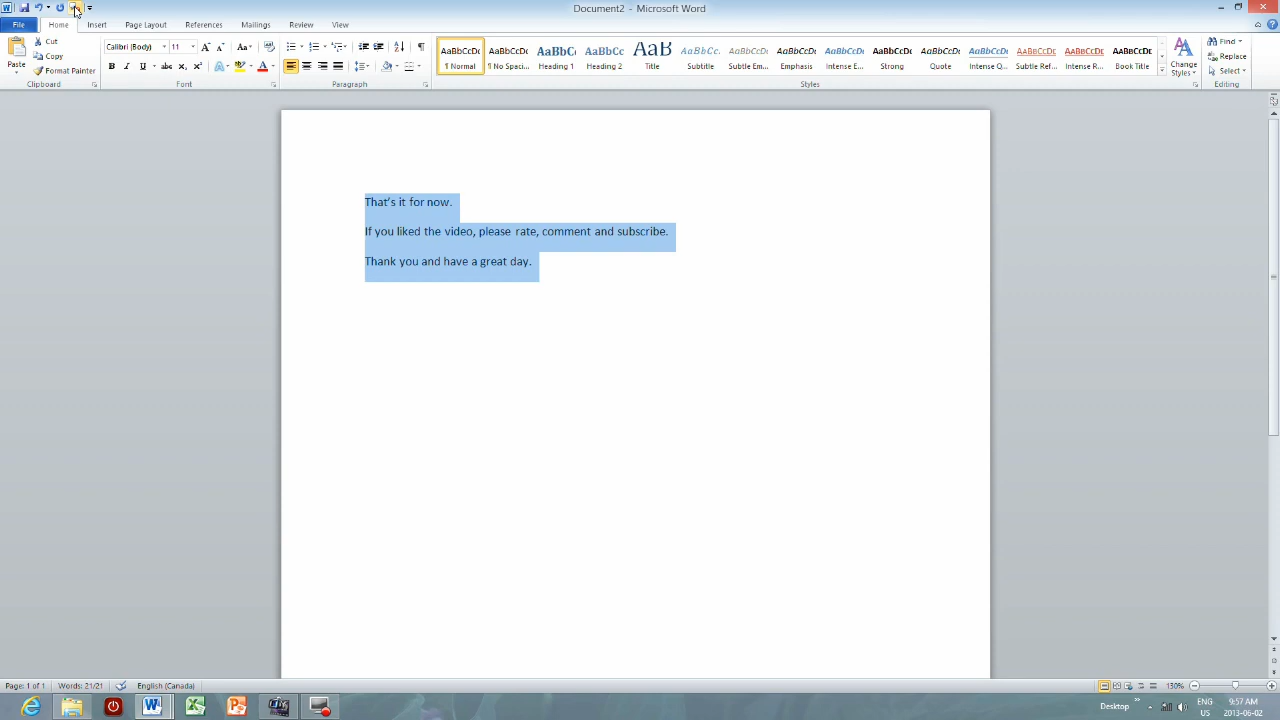 Document2 - Microsoft Word
File Home Insert Page Layout References Mailings Review View
Paste Cut Copy Format Painter
Calibri (Body) 11
AaBbCcDc AaBbCcDc AaBbCc AaBbCc AaB AaBbCc. AaBbCcDc AaBbCcDc AaBbCcDc AaBbCcDc AaBbCcDc AaBbCcDc AaBbCcDc AaBbCcDc AaBbCcDc
¶ Normal ¶ No Spaci... Heading 1 Heading 2 Title Subtitle Subtle Em... Emphasis Intense E... Strong Quote Intense Q... Subtle Ref... Intense R... Book Title
Change Styles
Find Replace Select
Clipboard Font Paragraph Styles Editing
That's it for now.
If you liked the video, please rate, comment and subscribe.
Thank you and have a great day.
Page: 1 of 1 Words: 21/21 English (Canada) 130%
Desktop ENG US 9:57 AM 2013-06-02